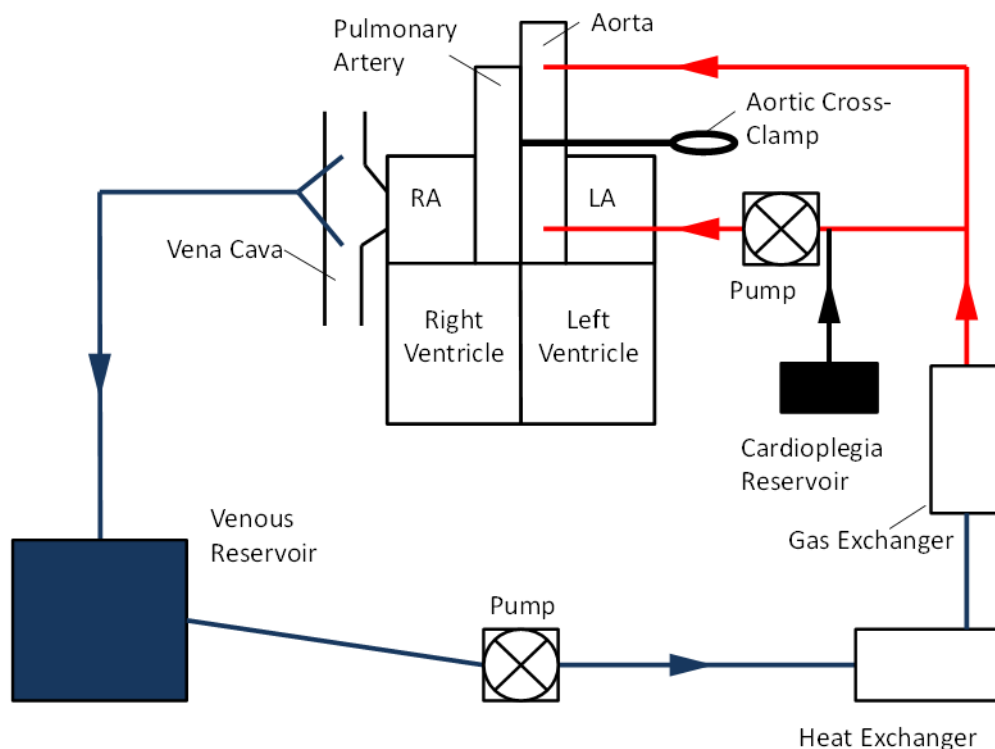 Pulmonary
Artery
Aorta
Aortic Cross-
Clamp
RA
LA
Vena Cava
Pump
Right
Ventricle
Left
Ventricle
Cardioplegia
Reservoir
Gas Exchanger
Venous
Reservoir
Pump
Heat Exchanger